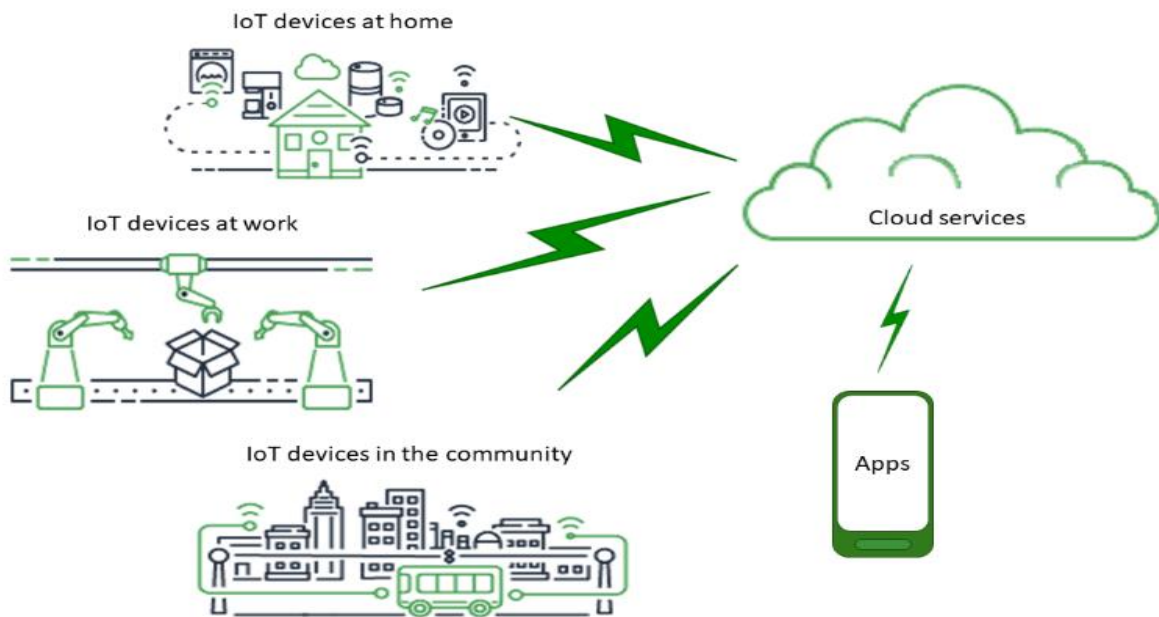 IoT devices at home
IoT devices at work
Cloud services
IoT devices in the community
Apps